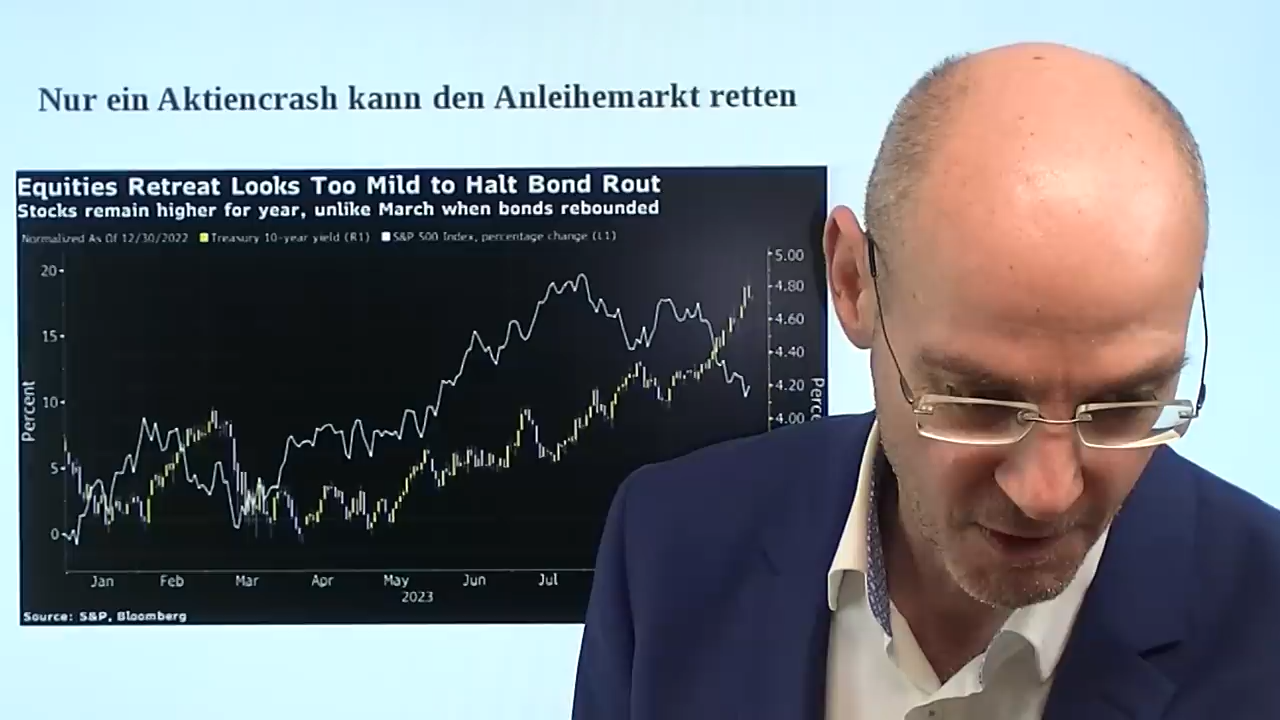 Nur ein Aktiencrash kann den Anleihemarkt retten
Equities Retreat Looks Too Mild to Halt Bond Rout
Stocks remain higher for year, unlike March when bonds rebounded
Normalized As Of 12/30/2022 Treasury 10-year yield (R1) S&P 500 Index, percentage change (L1)
20 5.00
4.80
15 4.60
4.40
10 4.20
4.00
5
0
Percent
Perce
Jan Feb Mar Apr May Jun Jul
2023
Source: S&P, Bloomberg